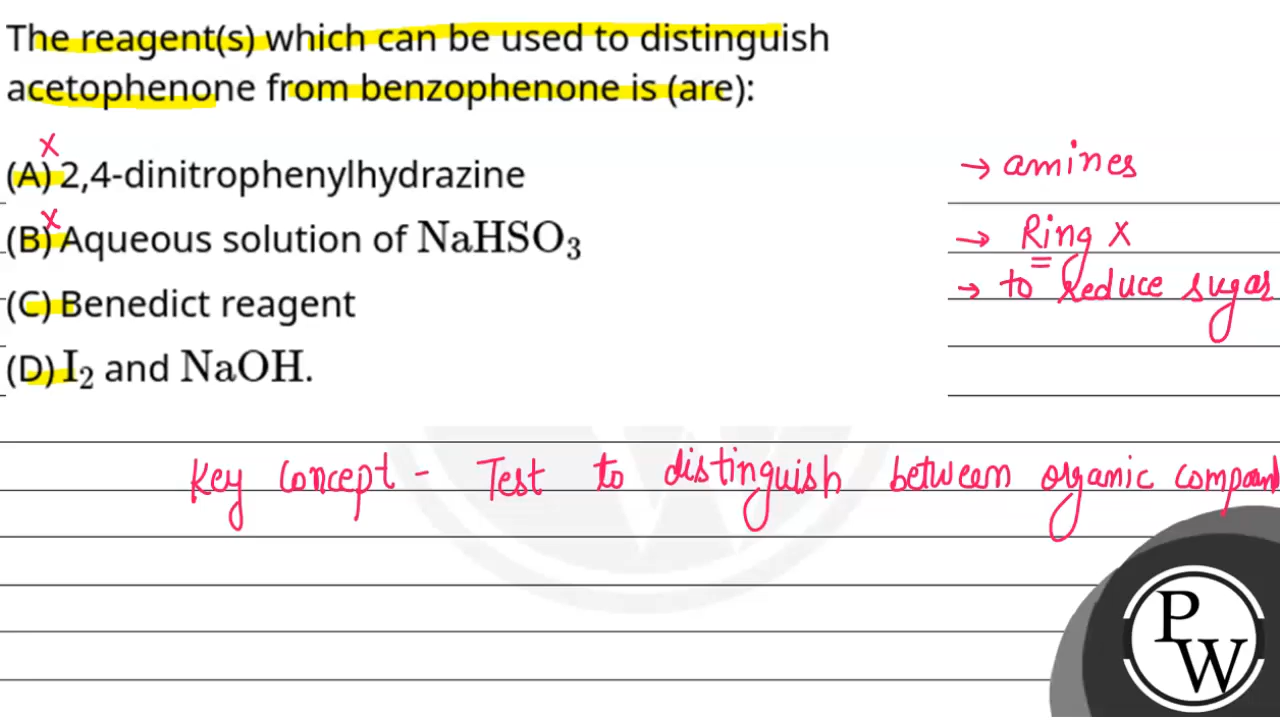 The reagent(s) which can be used to distinguish
acetophenone from benzophenone is (are):
x
(A) 2,4-dinitrophenylhydrazine
→ amines
x
(B) Aqueous solution of NaHSO₃
→ Ring x
(C) Benedict reagent
→ to reduce sugar
(D) I₂ and NaOH.
Key Concept - Test to distinguish between organic compound
P
W